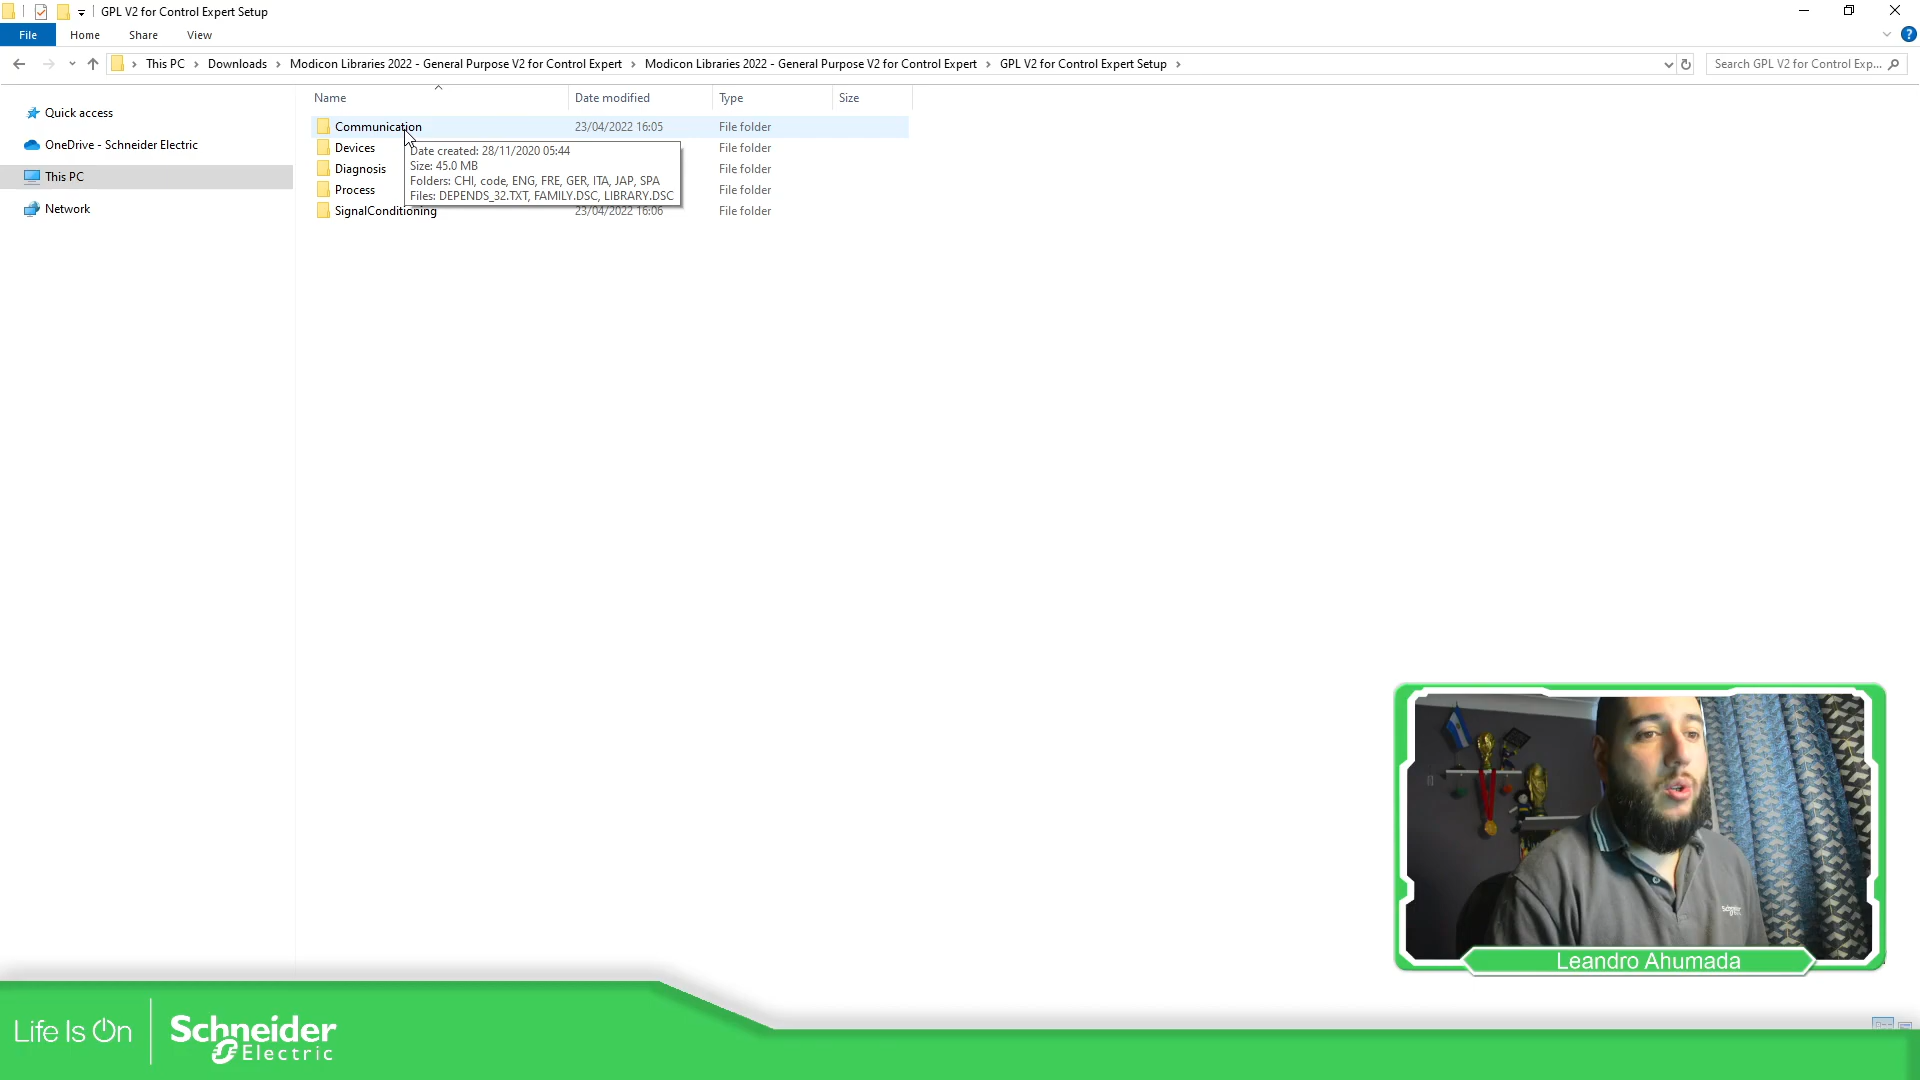 GPL V2 for Control Expert Setup
File Home Share View
This PC Downloads Modicon Libraries 2022 - General Purpose V2 for Control Expert Modicon Libraries 2022 - General Purpose V2 for Control Expert GPL V2 for Control Expert Setup
Search GPL V2 for Control Exp...
Name Date modified Type Size
Quick access
OneDrive - Schneider Electric
This PC
Network
Communication 23/04/2022 16:05 File folder
Devices File folder
Diagnosis File folder
Process File folder
SignalConditioning 23/04/2022 16:06 File folder
Date created: 28/11/2020 05:44
Size: 45.0 MB
Folders: CHI, code, ENG, FRE, GER, ITA, JAP, SPA
Files: DEPENDS_32.TXT, FAMILY.DSC, LIBRARY.DSC
Leandro Ahumada
Life Is On
Schneider
Electric